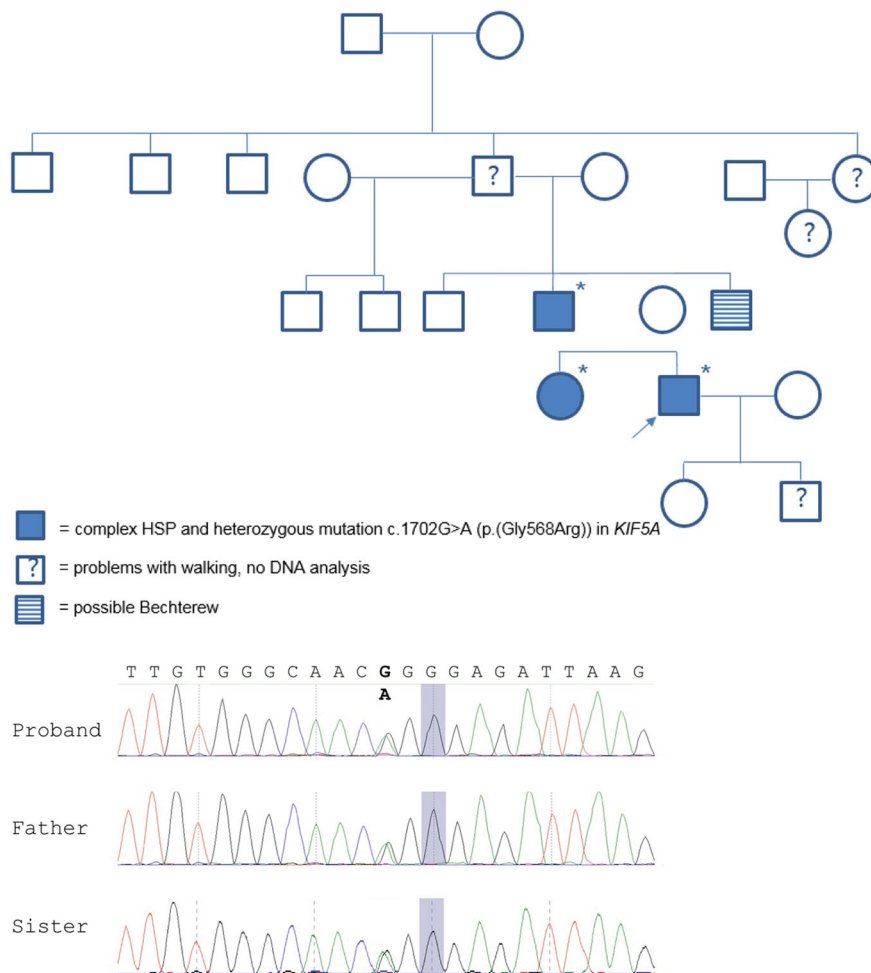 ?
?
?
*
*
*
?
= complex HSP and heterozygous mutation c.1702G>A (p.(Gly568Arg)) in KIF5A
? = problems with walking, no DNA analysis
= possible Bechterew
T T G T G G G C A A C G G G G A G A T T A A G
A
Proband
Father
Sister